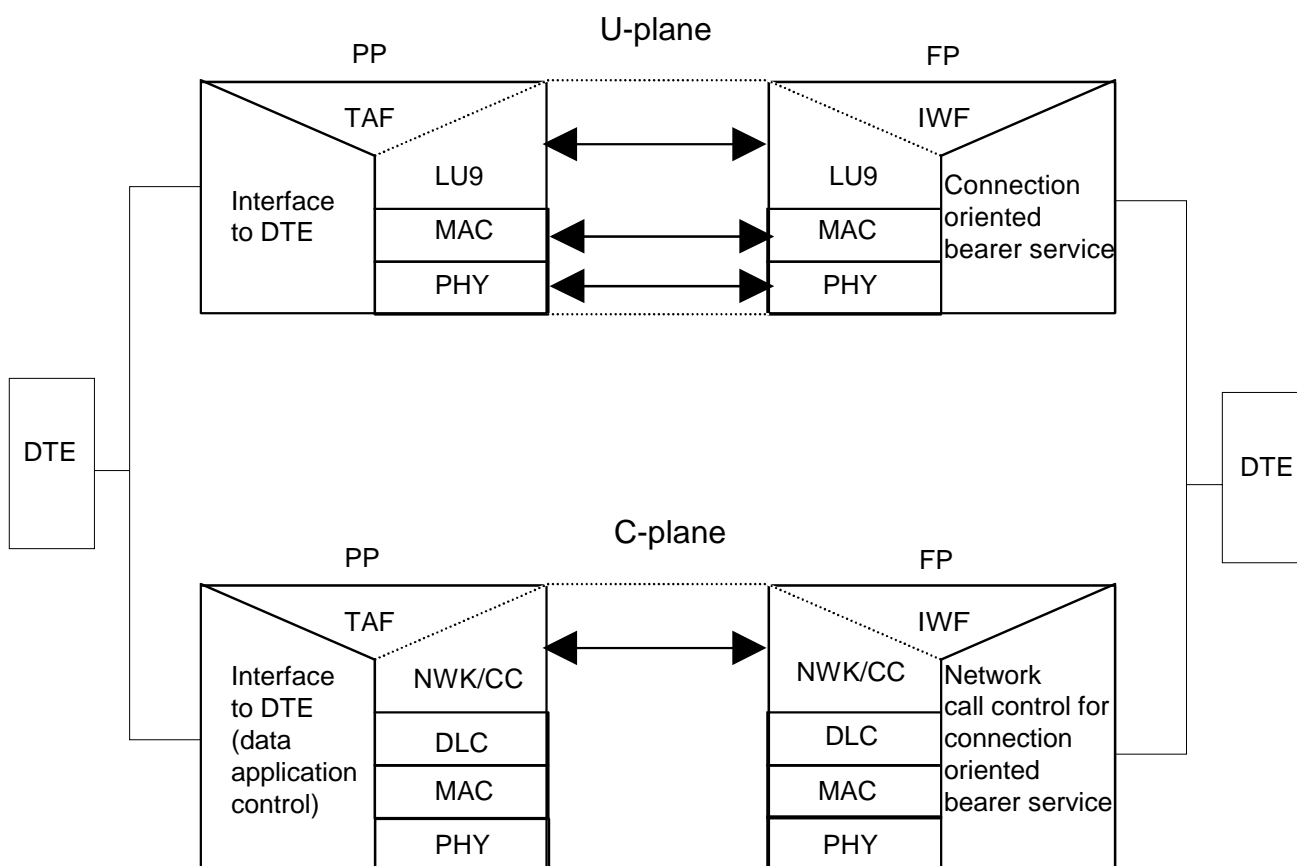 U-plane
PP
FP
TAF
IWF
LU9
LU9
Interface
to DTE
Connection
oriented
bearer service
MAC
MAC
PHY
PHY
DTE
DTE
C-plane
PP
FP
TAF
IWF
NWK/CC
NWK/CC
Interface
to DTE
(data
application
control)
Network
call control for
connection
oriented
bearer service
DLC
DLC
MAC
MAC
PHY
PHY